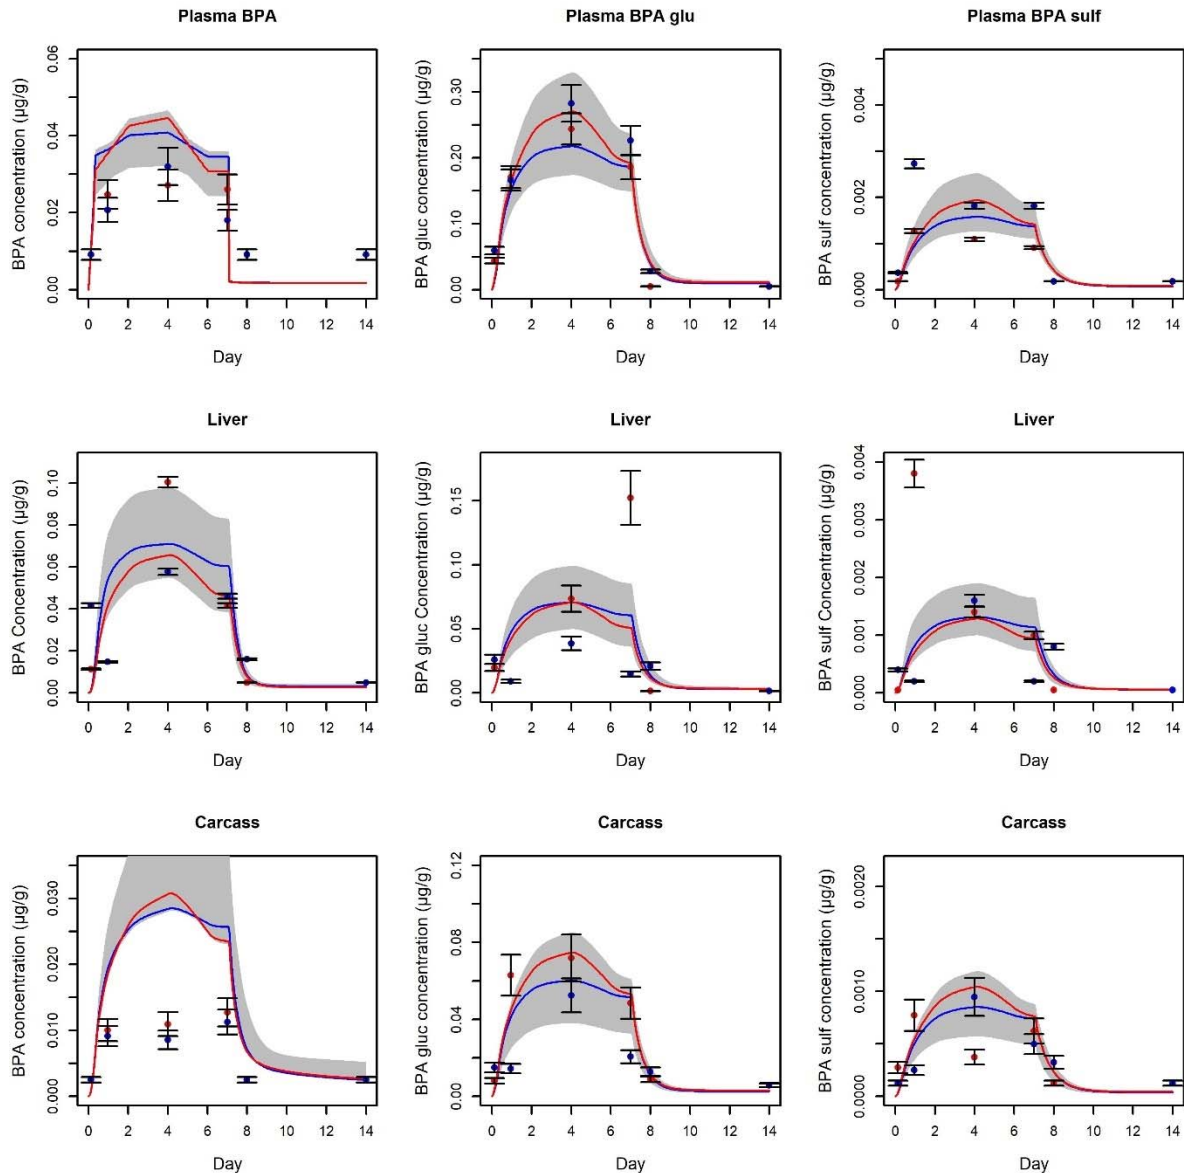 Plasma BPA
Plasma BPA glu
Plasma BPA sulf
BPA concentration (µg/g)
0.06
0.04
0.02
0.00
0 2 4 6 8 10 12 14
Day
BPA gluc concentration (µg/g)
0.30
0.20
0.10
0.00
0 2 4 6 8 10 12 14
Day
BPA sulf concentration (µg/g)
0.004
0.002
0.000
0 2 4 6 8 10 12 14
Day
Liver
Liver
Liver
BPA Concentration (µg/g)
0.10
0.08
0.06
0.04
0.02
0.00
0 2 4 6 8 10 12 14
Day
BPA gluc Concentration (µg/g)
0.15
0.10
0.05
0.00
0 2 4 6 8 10 12 14
Day
BPA sulf Concentration (µg/g)
0.004
0.003
0.002
0.001
0.000
0 2 4 6 8 10 12 14
Day
Carcass
Carcass
Carcass
BPA concentration (µg/g)
0.030
0.020
0.010
0.000
0 2 4 6 8 10 12 14
Day
BPA gluc concentration (µg/g)
0.12
0.08
0.04
0.00
0 2 4 6 8 10 12 14
Day
BPA sulf concentration (µg/g)
0.0020
0.0010
0.0000
0 2 4 6 8 10 12 14
Day